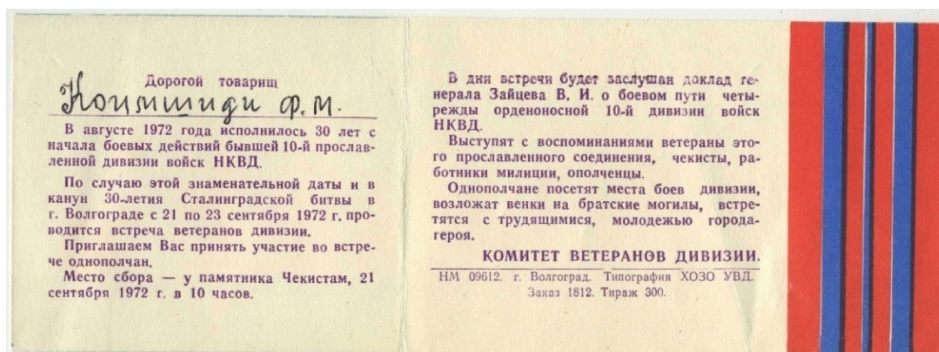 Дорогой товарищ
Коимшиди Ф. М.
В августе 1972 года исполнилось 30 лет с
начала боевых действий бывшей 10-й прослав-
ленной дивизии войск НКВД.
По случаю этой знаменательной даты и в
канун 30-летия Сталинградской битвы в
г. Волгограде с 21 по 23 сентября 1972 г. про-
водится встреча ветеранов дивизии.
Приглашаем Вас принять участие во встре-
че однополчан.
Место сбора — у памятника Чекистам, 21
сентября 1972 г. в 10 часов.
В дни встречи будет заслушан доклад ге-
нерала Зайцева В. И. о боевом пути четы-
режды орденоносной 10-й дивизии войск
НКВД.
Выступят с воспоминаниями ветераны это-
го прославленного соединения, чекисты, ра-
ботники милиции, ополченцы.
Однополчане посетят места боев дивизии,
возложат венки на братские могилы, встре-
тятся с трудящимися, молодежью города-
героя.
КОМИТЕТ ВЕТЕРАНОВ ДИВИЗИИ.
НМ 09612. г. Волгоград. Типография ХОЗО УВД.
Заказ 1812. Тираж 300.